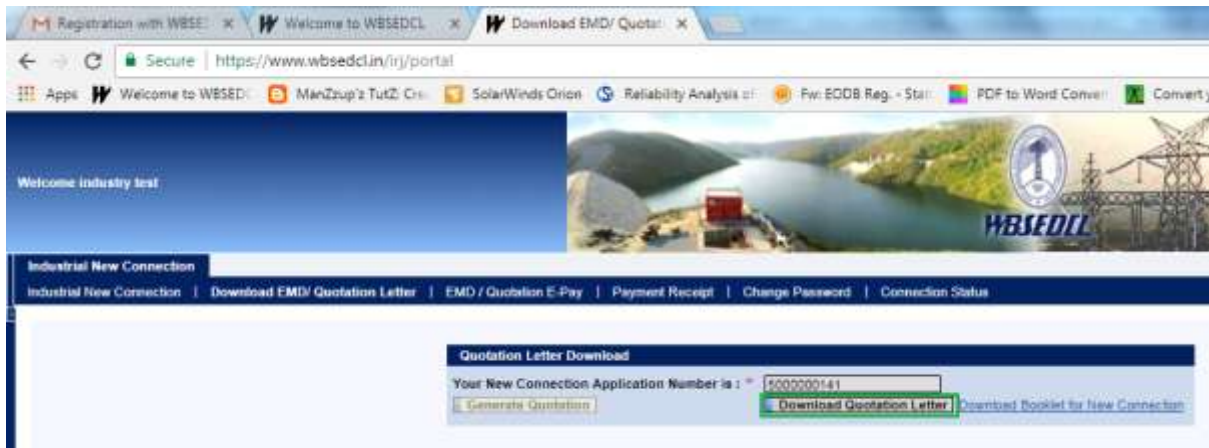 Registration with WBSE
Welcome to WBSEDCL
Download EMD/ Quotat
Secure
https://www.wbsedcl.in/irj/portal
Apps
Welcome to WBSEDC
ManZzup'z TutZ: Cre
SolarWinds Orion
Reliability Analysis of
Fw: EODB Reg. - Stat
PDF to Word Conver
Convert y
Welcome industry test
WBSEDCL
Industrial New Connection
Industrial New Connection | Download EMD/ Quotation Letter | EMD / Quotation E-Pay | Payment Receipt | Change Password | Connection Status
Quotation Letter Download
Your New Connection Application Number is : * 5000000141
Generate Quotation Download Quotation Letter Download Booklet for New Connection